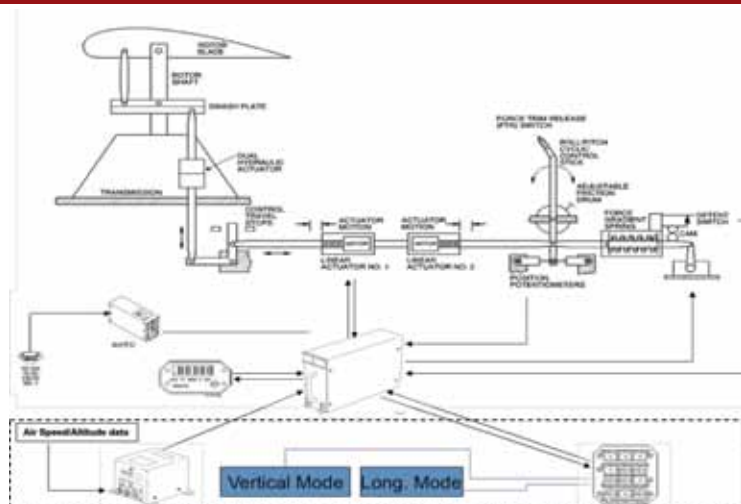 ROTOR
BLADE
ROTOR
SHAFT
SWASH PLATE
DUAL
HYDRAULIC
ACTUATOR
TRANSMISSION
CONTROL
TRAVEL
STOPS
ACTUATOR
MOTION
ACTUATOR
MOTION
LINEAR
ACTUATOR NO. 1
LINEAR
ACTUATOR NO. 2
FORCE TRIM RELEASE
(FTR) SWITCH
ROLL/PITCH
CYCLIC
CONTROL
STICK
ADJUSTABLE
FRICTION
DRUM
FORCE
GRADIENT
SPRING
DETENT
SWITCH
CAM
POSITION
POTENTIOMETERS
Air Speed/Altitude data
Vertical Mode
Long. Mode